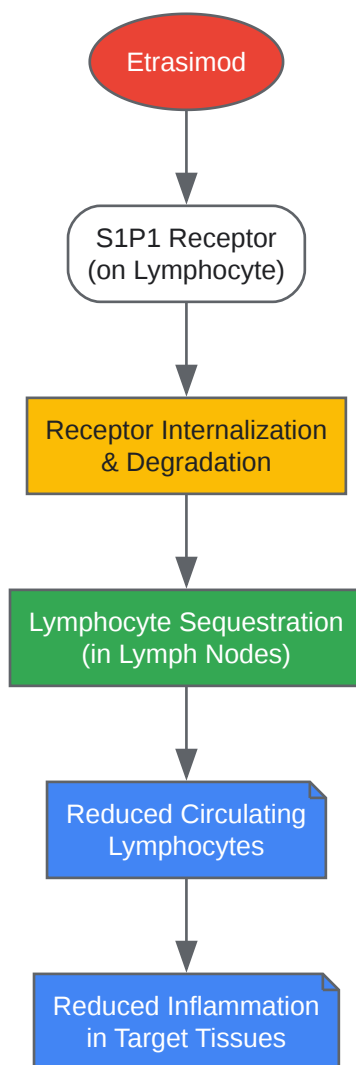 Etrasimod
S1P1 Receptor
(on Lymphocyte)
Receptor Internalization
& Degradation
Lymphocyte Sequestration
(in Lymph Nodes)
Reduced Circulating
Lymphocytes
Reduced Inflammation
in Target Tissues